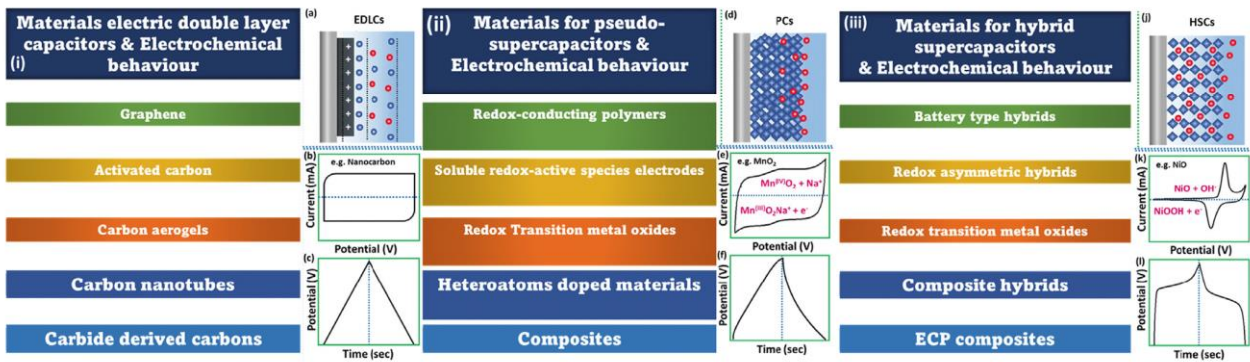 Materials electric double layer
capacitors & Electrochemical
(i) behaviour
Graphene
Activated carbon
Carbon aerogels
Carbon nanotubes
Carbide derived carbons
(a) EDLCs
(b)
e.g. Nanocarbon
Current (mA)
Potential (V)
(c)
Potential (V)
Time (sec)
(ii) Materials for pseudo-
supercapacitors &
Electrochemical behaviour
Redox-conducting polymers
Soluble redox-active species electrodes
Redox Transition metal oxides
Heteroatoms doped materials
Composites
(d) PCs
(e)
e.g. MnO₂
Mn⁽ᴵⱽ⁾O₂ + Na⁺
Mn⁽ᴵᴵᴵ⁾O₂Na⁺ + e⁻
Current (mA)
Potential (V)
(f)
Potential (V)
Time (sec)
(iii) Materials for hybrid
supercapacitors
& Electrochemical behaviour
Battery type hybrids
Redox asymmetric hybrids
Redox transition metal oxides
Composite hybrids
ECP composites
(j) HSCs
(k)
e.g. NiO
NiO + OH⁻
NiOOH + e⁻
Current (mA)
Potential (V)
(l)
Potential (V)
Time (sec)